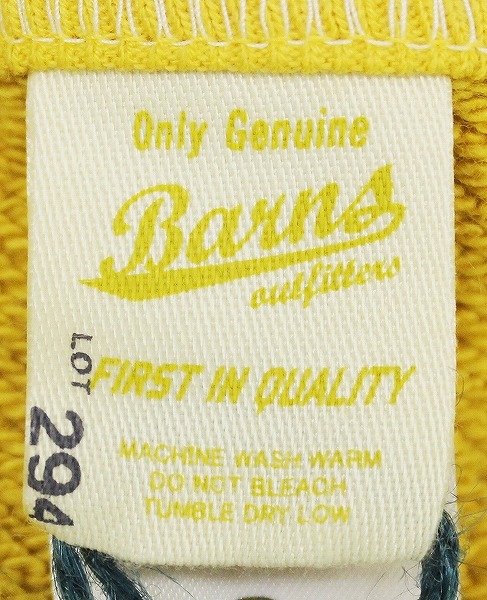 Only Genuine
Barns
outfitters
FIRST IN QUALITY
LOT 294
MACHINE WASH WARM
DO NOT BLEACH
TUMBLE DRY LOW